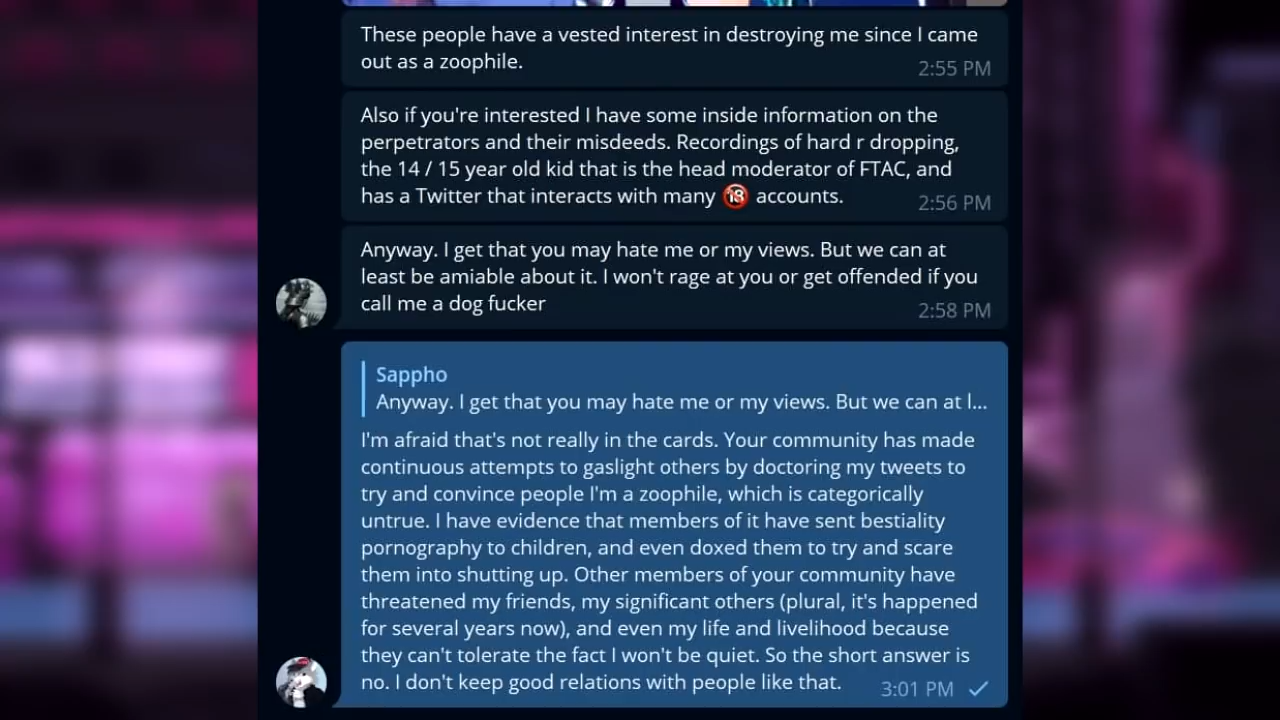 These people have a vested interest in destroying me since I came
out as a zoophile.
2:55 PM
Also if you're interested I have some inside information on the
perpetrators and their misdeeds. Recordings of hard r dropping,
the 14 / 15 year old kid that is the head moderator of FTAC, and
has a Twitter that interacts with many 🔞 accounts.
2:56 PM
Anyway. I get that you may hate me or my views. But we can at
least be amiable about it. I won't rage at you or get offended if you
call me a dog fucker
2:58 PM
Sappho
Anyway. I get that you may hate me or my views. But we can at l...
I'm afraid that's not really in the cards. Your community has made
continuous attempts to gaslight others by doctoring my tweets to
try and convince people I'm a zoophile, which is categorically
untrue. I have evidence that members of it have sent bestiality
pornography to children, and even doxed them to try and scare
them into shutting up. Other members of your community have
threatened my friends, my significant others (plural, it's happened
for several years now), and even my life and livelihood because
they can't tolerate the fact I won't be quiet. So the short answer is
no. I don't keep good relations with people like that.
3:01 PM